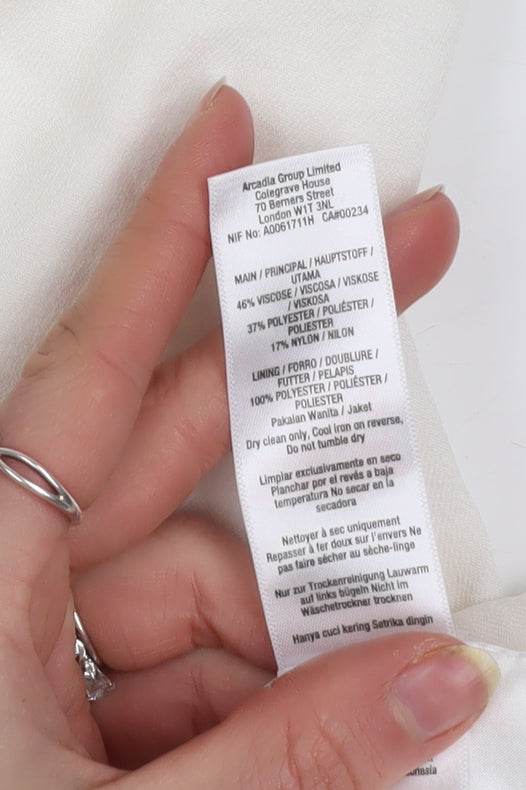 Arcadia Group Limited
Colegrave House
70 Berners Street
London W1T 3NL
NIF No: A0061711H CA#00234
MAIN / PRINCIPAL / HAUPTSTOFF /
UTAMA
46% VISCOSE / VISCOSA / VISKOSE
/ VISKOSA
37% POLYESTER / POLIÉSTER /
POLIESTER
17% NYLON / NILON
LINING / FORRO / DOUBLURE /
FUTTER / PELAPIS
100% POLYESTER / POLIÉSTER /
POLIESTER
Pakaian Wanita / Jaket
Dry clean only, Cool iron on reverse,
Do not tumble dry
Limpiar exclusivamente en seco
Planchar por el revés a baja
temperatura No secar en la
secadora
Nettoyer à sec uniquement
Repasser à fer doux sur l'envers Ne
pas faire sécher au sèche-linge
Nur zur Trockenreinigung Lauwarm
auf links bügeln Nicht im
Wäschetrockner trocknen
Hanya cuci kering Setrika dingin